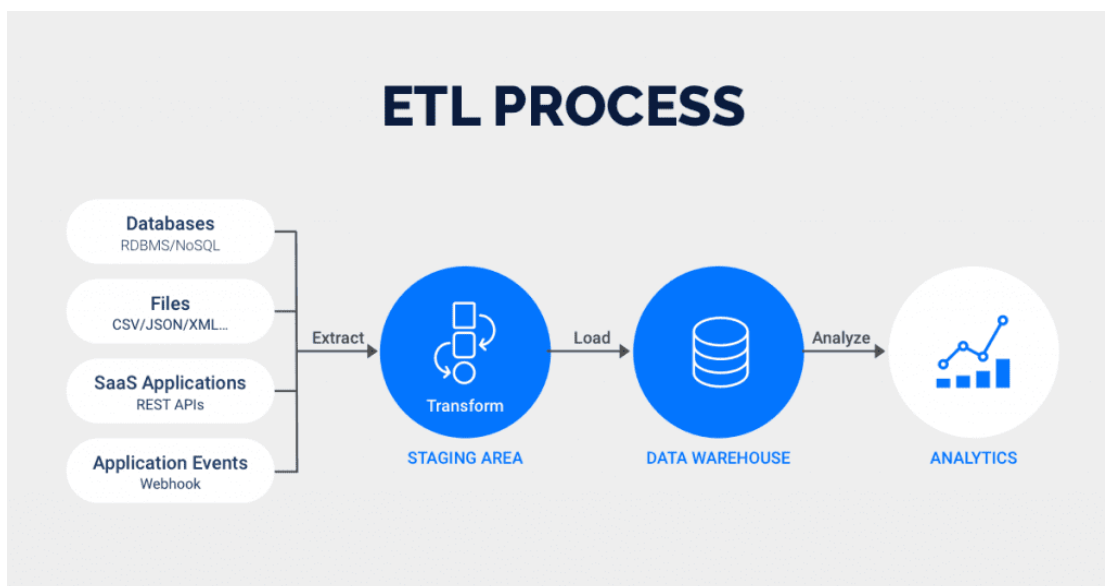 ETL PROCESS
Databases
RDBMS/NoSQL
Files
CSV/JSON/XML...
SaaS Applications
REST APIs
Application Events
Webhook
Extract
Transform
STAGING AREA
Load
DATA WAREHOUSE
Analyze
ANALYTICS